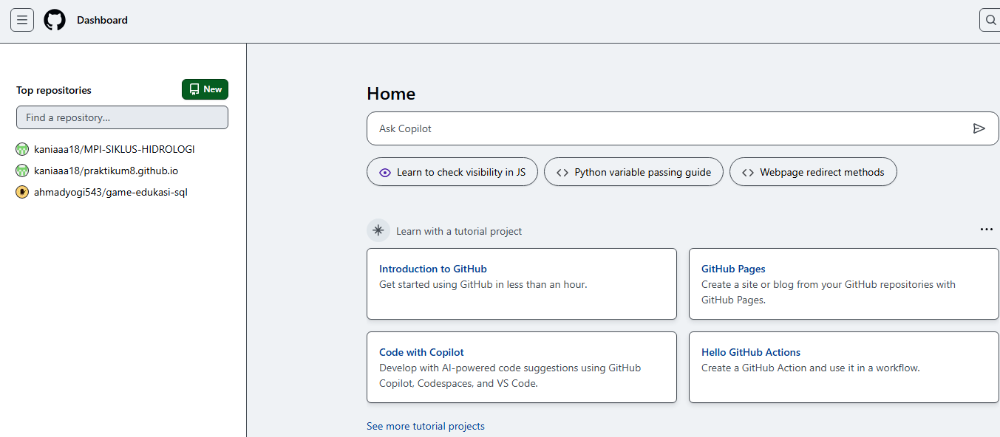 Dashboard
Top repositories
New
Find a repository...
kaniaaa18/MPI-SIKLUS-HIDROLOGI
kaniaaa18/praktikum8.github.io
ahmadyogi543/game-edukasi-sql
Home
Ask Copilot
Learn to check visibility in JS
Python variable passing guide
Webpage redirect methods
Learn with a tutorial project
Introduction to GitHub
Get started using GitHub in less than an hour.
GitHub Pages
Create a site or blog from your GitHub repositories with
GitHub Pages.
Code with Copilot
Develop with AI-powered code suggestions using GitHub
Copilot, Codespaces, and VS Code.
Hello GitHub Actions
Create a GitHub Action and use it in a workflow.
See more tutorial projects